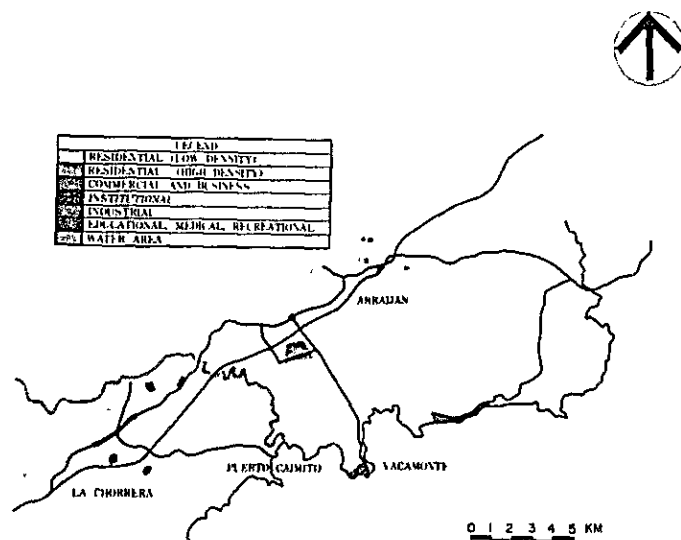 LEGEND
RESIDENTIAL (LOW DENSITY)
RESIDENTIAL (HIGH DENSITY)
COMMERCIAL AND BUSINESS
INSTITUTIONAL
INDUSTRIAL
EDUCATIONAL, MEDICAL, RECREATIONAL
WATER AREA
ARRAIJAN
PUERTO CAIMITO
VACAMONTE
LA CHORRERA
0 1 2 3 4 5 KM